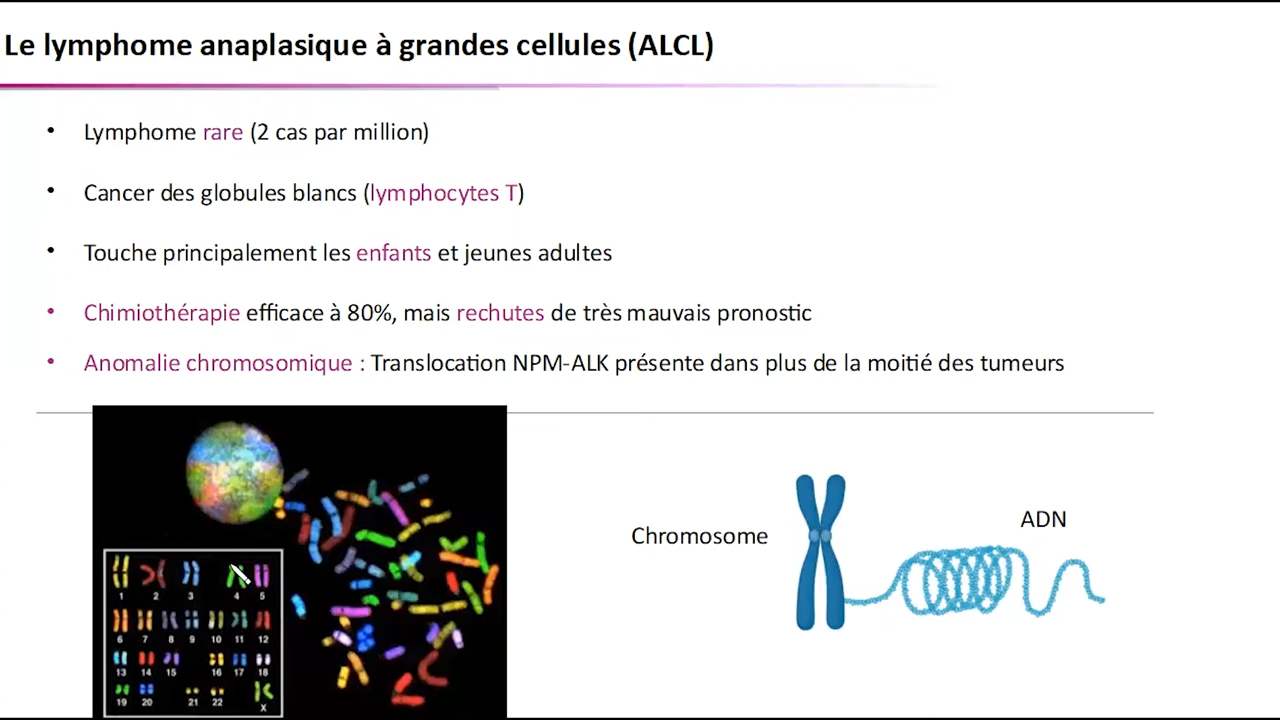 Le lymphome anaplasique à grandes cellules (ALCL)
• Lymphome rare (2 cas par million)
• Cancer des globules blancs (lymphocytes T)
• Touche principalement les enfants et jeunes adultes
• Chimiothérapie efficace à 80%, mais rechutes de très mauvais pronostic
• Anomalie chromosomique : Translocation NPM-ALK présente dans plus de la moitié des tumeurs
1 2 3 4 5
6 7 8 9 10 11 12
13 14 15 16 17 18
19 20 21 22 X
Chromosome
ADN